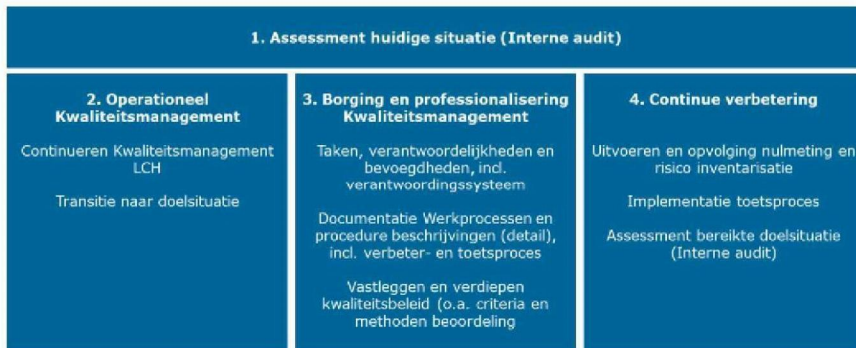 1. Assessment huidige situatie (Interne audit)
2. Operationeel
Kwaliteitsmanagement
Continueren Kwaliteitsmanagement
LCH
Transitie naar doelsituatie
3. Borging en professionalisering
Kwaliteitsmanagement
Taken, verantwoordelijkheden en
bevoegdheden, incl.
verantwoordingssysteem
Documentatie Werkprocessen en
procedure beschrijvingen (detail),
incl. verbeter- en toetsproces
Vastleggen en verdiepen
kwaliteitsbeleid (o.a. criteria en
methoden beoordeling
4. Continue verbetering
Uitvoeren en opvolging nulmeting en
risico inventarisatie
Implementatie toetsproces
Assessment bereikte doelsituatie
(Interne audit)